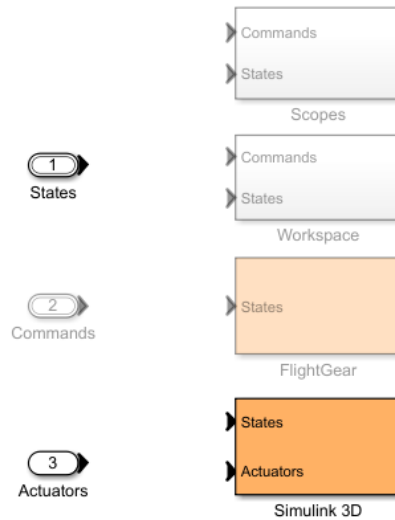 Commands
States
Scopes
1
States
Commands
States
Workspace
2
Commands
States
FlightGear
3
Actuators
States
Actuators
Simulink 3D